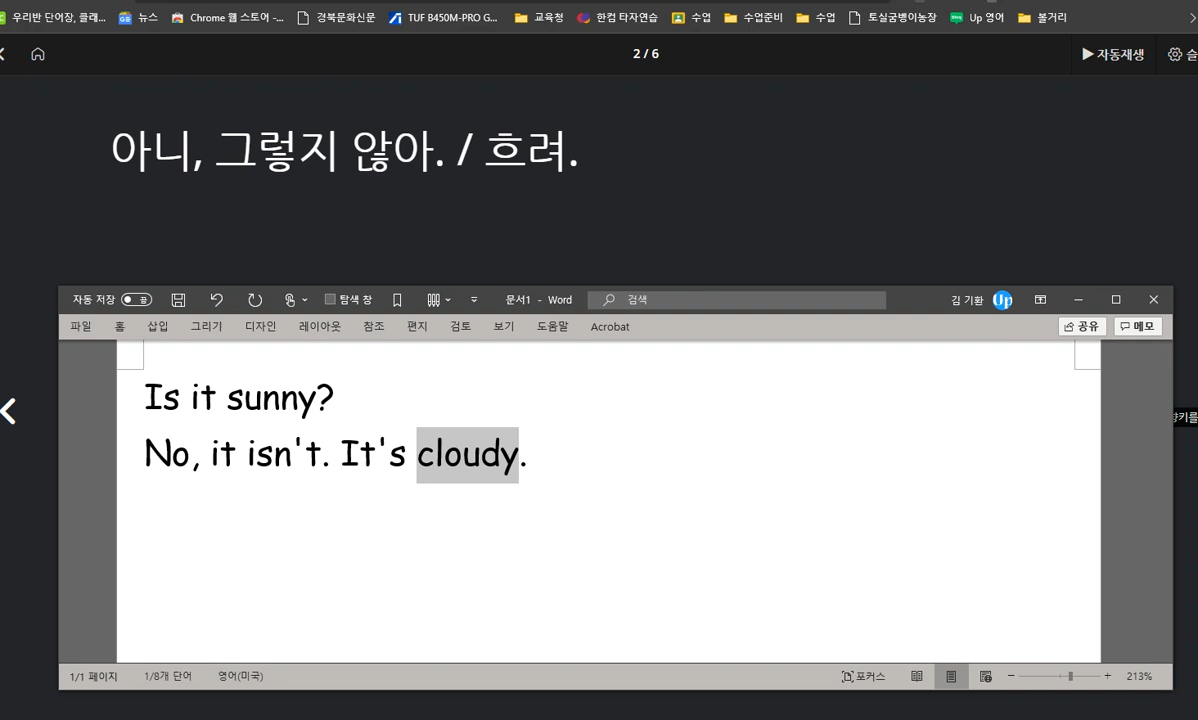 우리반 단어장, 클래... 뉴스 Chrome 웹 스토어 -... 경북문화신문 TUF B450M-PRO G... 교육청 한컴 타자연습 수업 수업준비 수업 토실굼벵이농장 Up 영어 볼거리
2 / 6 ▶자동재생 슬
아니, 그렇지 않아. / 흐려.
자동 저장 끔 탐색 창 문서1 - Word 검색 김 기환 Up
파일 홈 삽입 그리기 디자인 레이아웃 참조 편지 검토 보기 도움말 Acrobat 공유 메모
Is it sunny?
향키를
No, it isn't. It's cloudy.
1/1 페이지 1/8개 단어 영어(미국) 포커스 213%